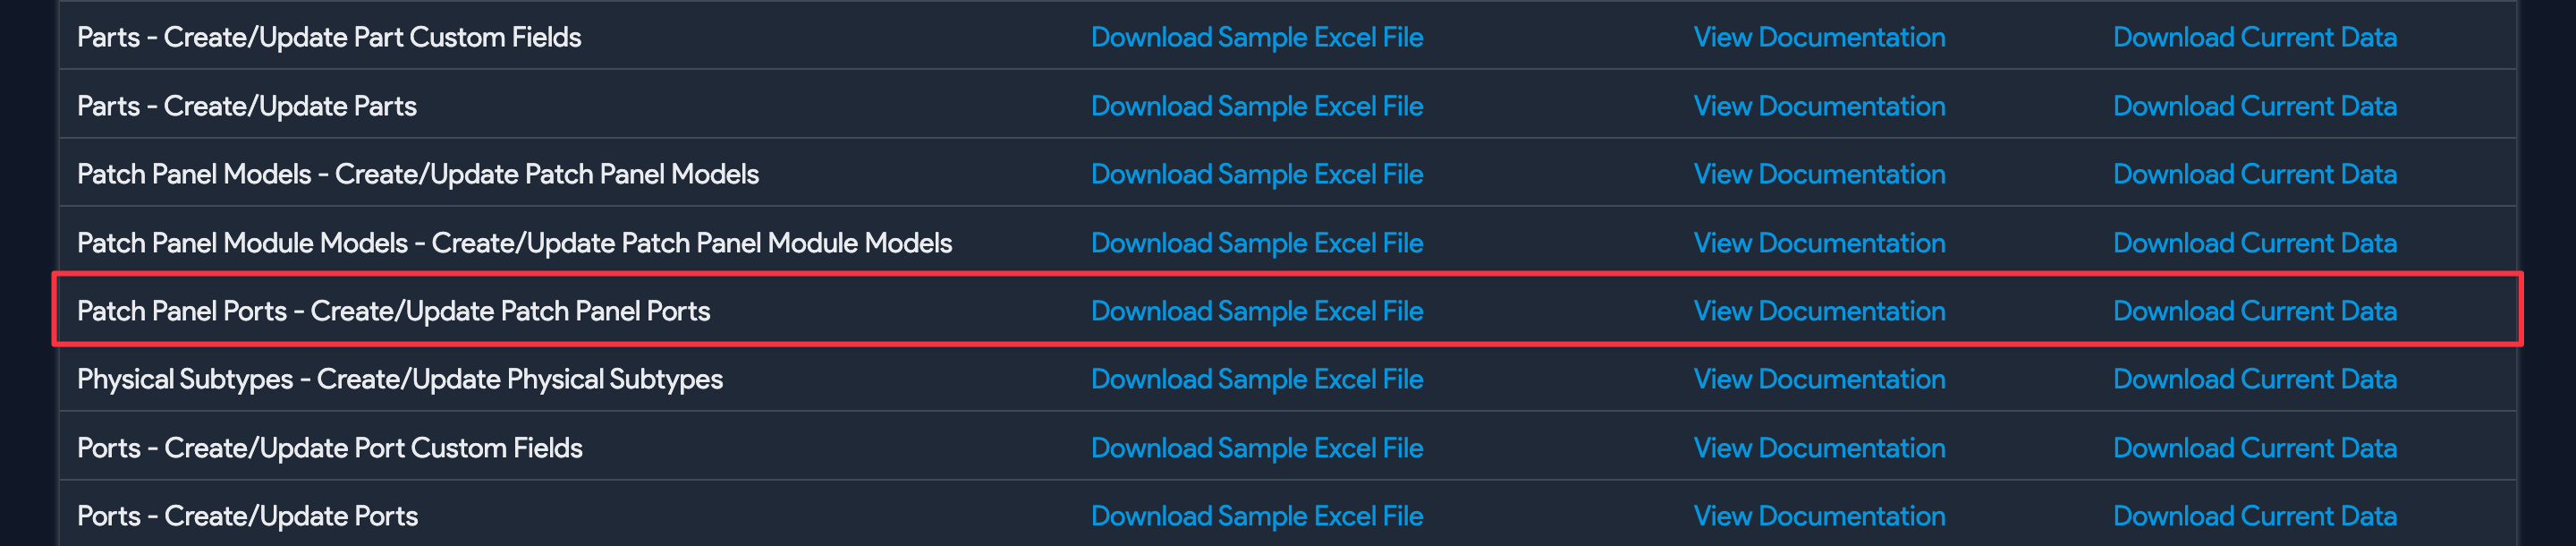 Parts - Create/Update Part Custom Fields Download Sample Excel File View Documentation Download Current Data
Parts - Create/Update Parts Download Sample Excel File View Documentation Download Current Data
Patch Panel Models - Create/Update Patch Panel Models Download Sample Excel File View Documentation Download Current Data
Patch Panel Module Models - Create/Update Patch Panel Module Models Download Sample Excel File View Documentation Download Current Data
Patch Panel Ports - Create/Update Patch Panel Ports Download Sample Excel File View Documentation Download Current Data
Physical Subtypes - Create/Update Physical Subtypes Download Sample Excel File View Documentation Download Current Data
Ports - Create/Update Port Custom Fields Download Sample Excel File View Documentation Download Current Data
Ports - Create/Update Ports Download Sample Excel File View Documentation Download Current Data